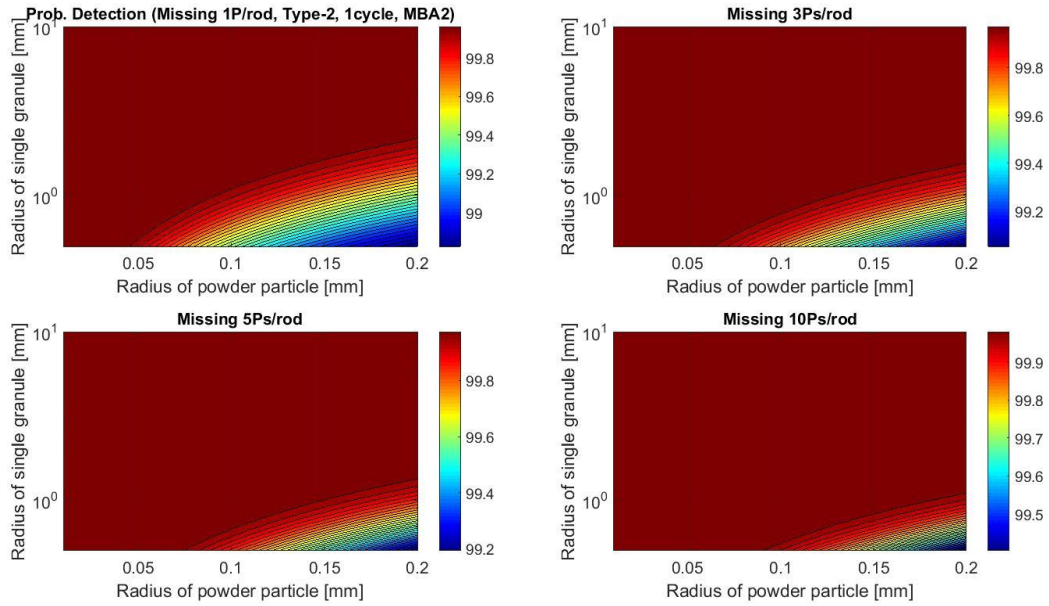 Prob. Detection (Missing 1P/rod, Type-2, 1cycle, MBA2)
10^1
10^0
Radius of single granule [mm]
0.05 0.1 0.15 0.2
Radius of powder particle [mm]
99.8
99.6
99.4
99.2
99
Missing 3Ps/rod
10^1
10^0
Radius of single granule [mm]
0.05 0.1 0.15 0.2
Radius of powder particle [mm]
99.8
99.6
99.4
99.2
Missing 5Ps/rod
10^1
10^0
Radius of single granule [mm]
0.05 0.1 0.15 0.2
Radius of powder particle [mm]
99.8
99.6
99.4
99.2
Missing 10Ps/rod
10^1
10^0
Radius of single granule [mm]
0.05 0.1 0.15 0.2
Radius of powder particle [mm]
99.9
99.8
99.7
99.6
99.5